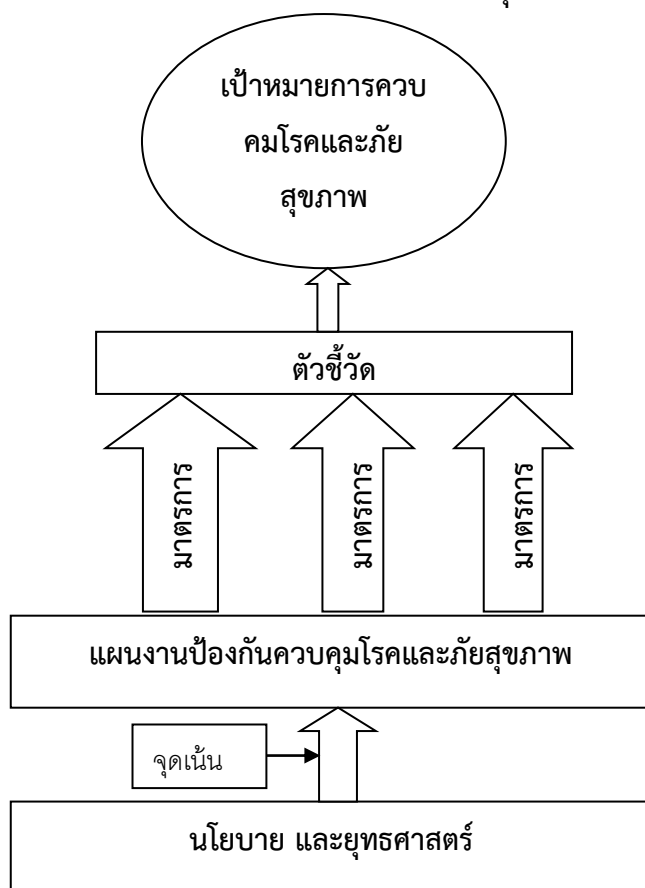 เป้าหมายการควบ
คมโรคและภัย
สุขภาพ
ตัวชี้วัด
มาตรการ
มาตรการ
มาตรการ
แผนงานป้องกันควบคุมโรคและภัยสุขภาพ
จุดเน้น
นโยบาย และยุทธศาสตร์